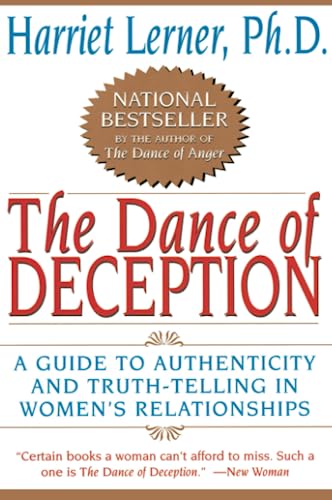 Harriet Lerner, Ph.D.
NATIONAL
BESTSELLER
BY THE AUTHOR OF
The Dance of Anger
The Dance of
DECEPTION
A GUIDE TO AUTHENTICITY
AND TRUTH-TELLING IN
WOMEN'S RELATIONSHIPS
"Certain books a woman can't afford to miss. Such
a one is The Dance of Deception." —New Woman